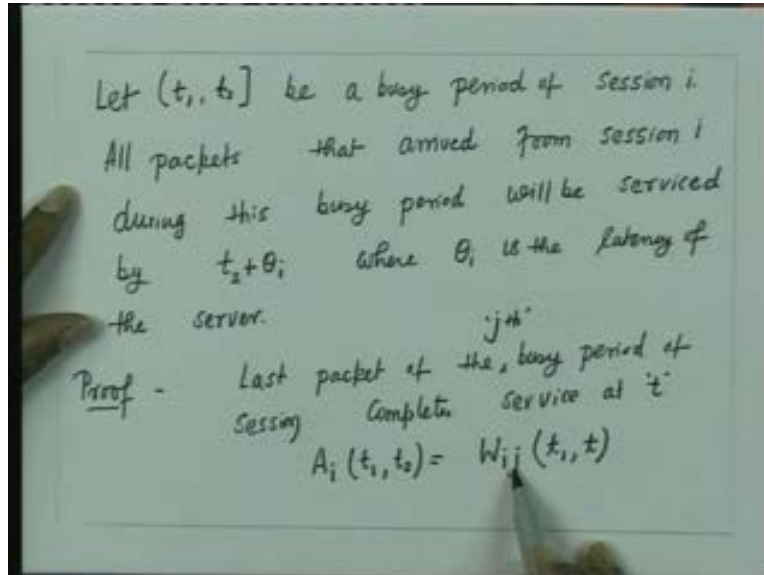 Let (t₁, t₂] be a busy period of session i.
All packets that arrived from session i
during this busy period will be serviced
by t₂+θᵢ where θᵢ is the latency of
the server.
Proof - Last packet of the 'jth' busy period of
Session Completes service at 't'
Aᵢ (t₁, t₂) = Wᵢⱼ (t₁, t)